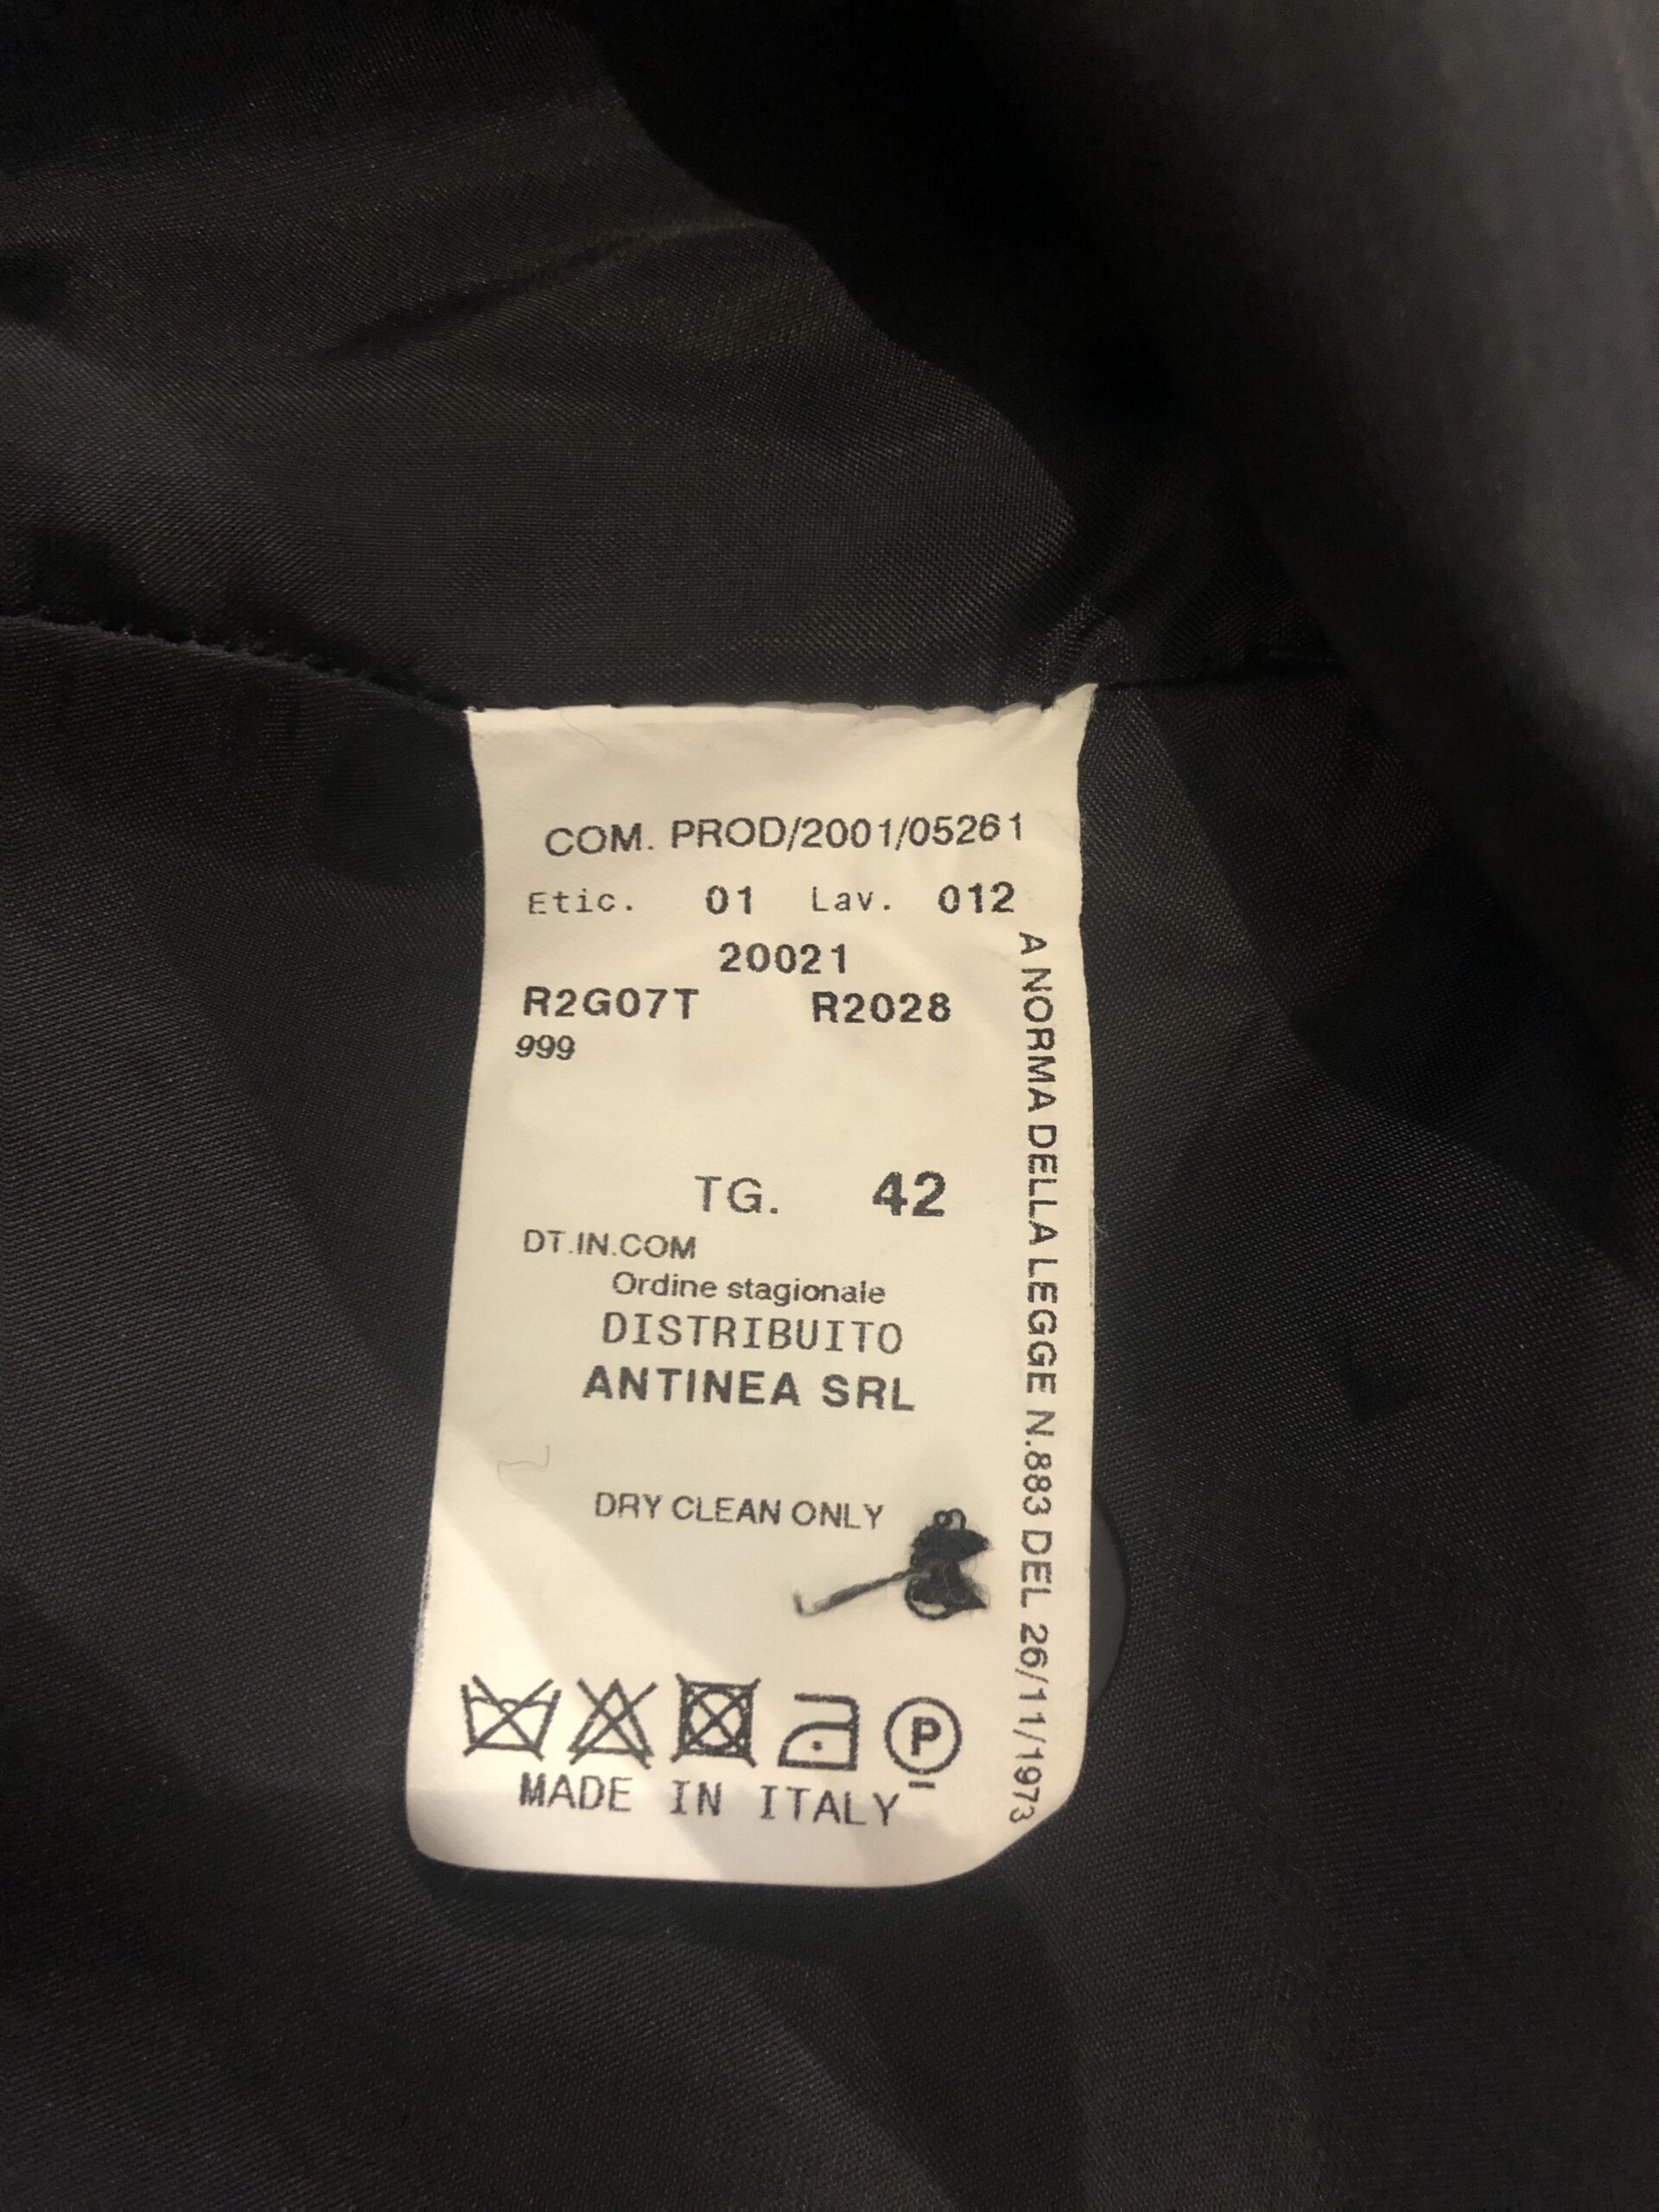 COM. PROD/2001/05261
Etic. 01 Lav. 012
20021
R2G07T R2028
999
TG. 42
DT.IN.COM
Ordine stagionale
DISTRIBUITO
ANTINEA SRL
DRY CLEAN ONLY
P
MADE IN ITALY
A NORMA DELLA LEGGE N.883 DEL 26/11/1973